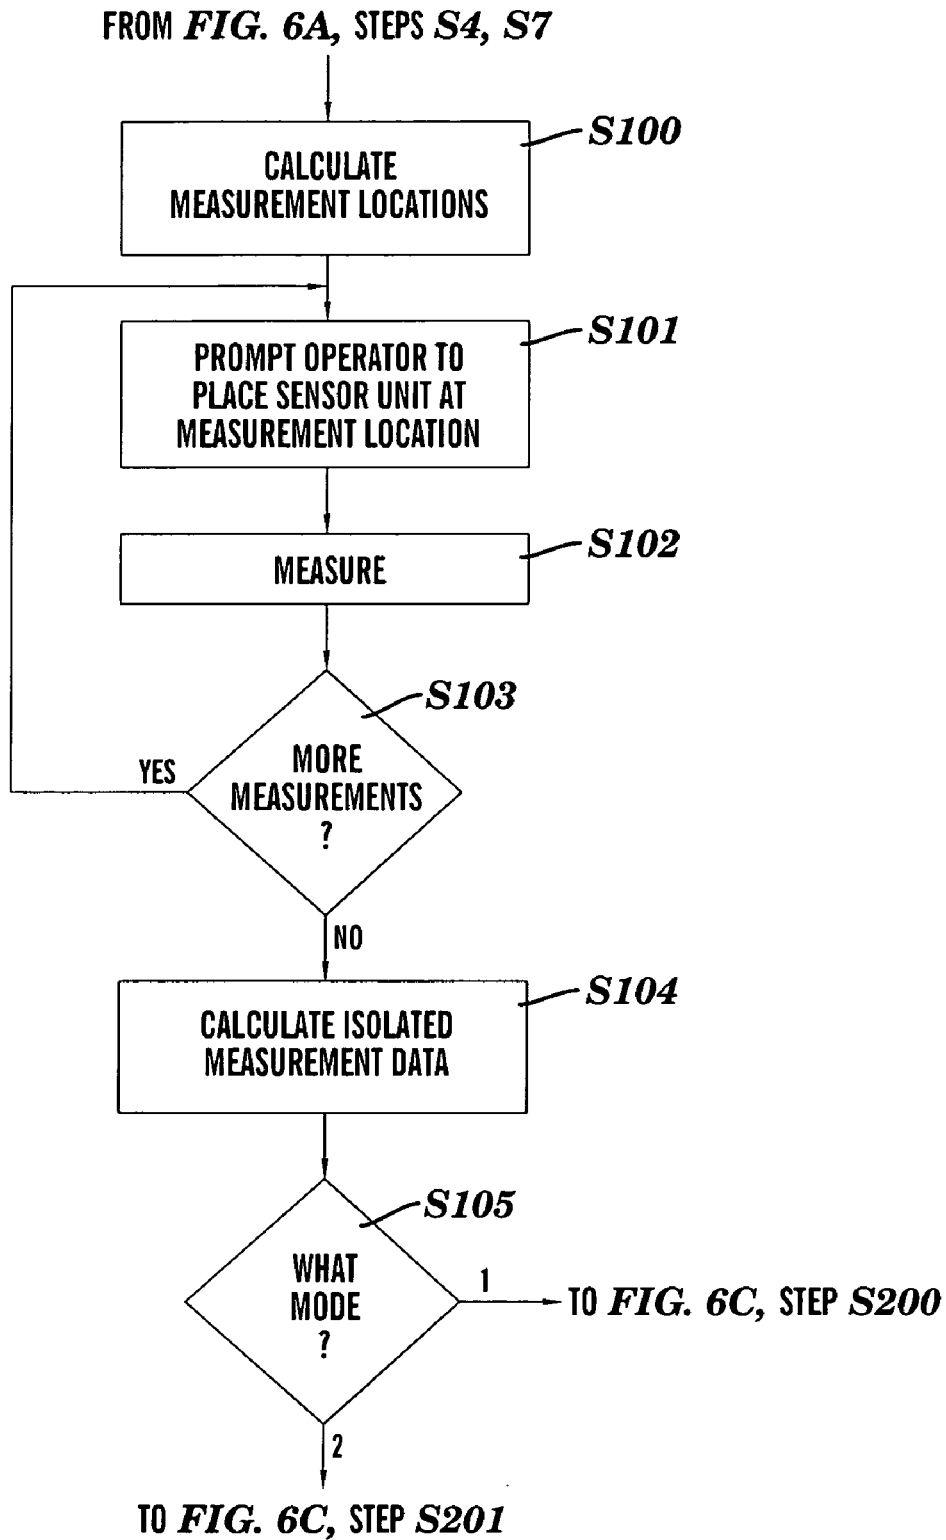 FROM FIG. 6A, STEPS S4, S7
S100
CALCULATE
MEASUREMENT LOCATIONS
S101
PROMPT OPERATOR TO
PLACE SENSOR UNIT AT
MEASUREMENT LOCATION
S102
MEASURE
S103
MORE
MEASUREMENTS
?
YES
NO
S104
CALCULATE ISOLATED
MEASUREMENT DATA
S105
WHAT
MODE
?
1
TO FIG. 6C, STEP S200
2
TO FIG. 6C, STEP S201